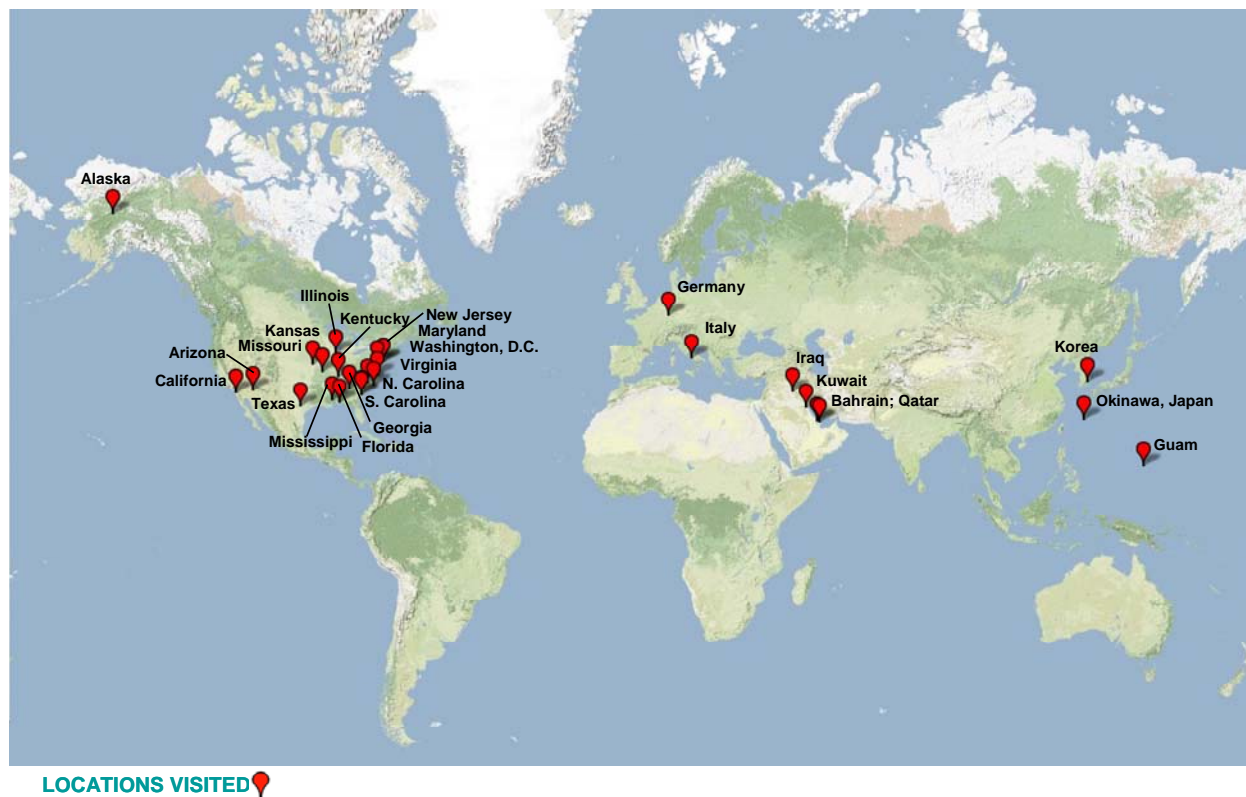 Alaska
Germany
Illinois
Kentucky
New Jersey
Kansas
Maryland
Italy
Missouri
Washington, D.C.
Korea
Arizona
Iraq
Virginia
California
Kuwait
N. Carolina
Texas
S. Carolina
Bahrain; Qatar
Okinawa, Japan
Georgia
Mississippi
Florida
Guam
LOCATIONS VISITED